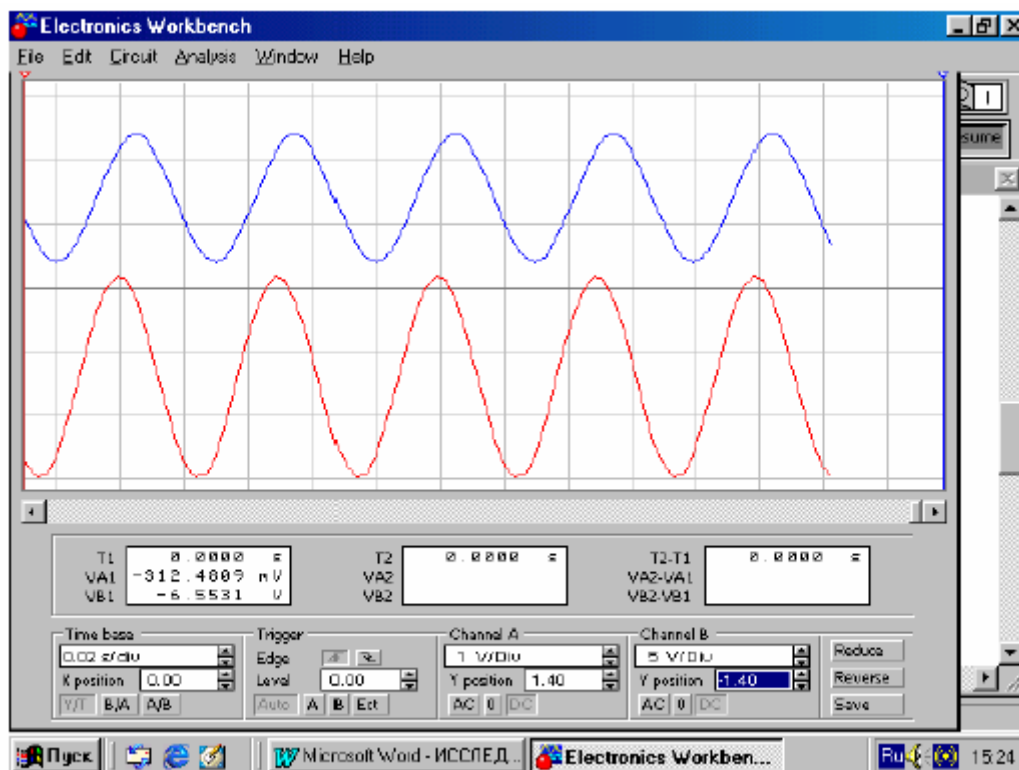 Electronics Workbench
File Edit Circuit Analysis Window Help
sume
T1 0.0000 s T2 0.0000 s T2-T1 0.0000 s
VA1 -312.4809 mV VA2 VA2-VA1
VB1 -6.5531 V VB2 VB2-VB1
Time base Trigger Channel A Channel B
0.02 s/div Edge 1 V/Div 5 V/Div Reduce
X position 0.00 Level 0.00 Y position 1.40 Y position -1.40 Reverse
Y/T B/A A/B Auto A B Ext AC 0 DC AC 0 DC Save
Пуск Microsoft Word - ИССЛЕД... Electronics Workben... Ru 15:24